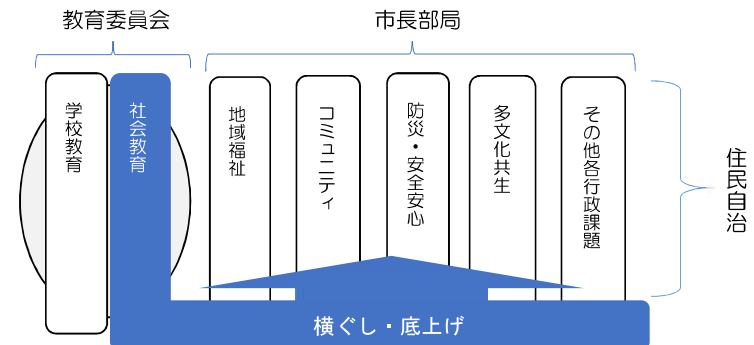 教育委員会
市長部局
学校教育
社会教育
地域福祉
コミュニティ
防災・安全安心
多文化共生
その他各行政課題
住民自治
横ぐし・底上げ